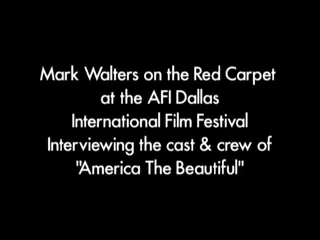 Mark Walters on the Red Carpet
at the AFI Dallas
International Film Festival
Interviewing the cast & crew of
"America The Beautiful"